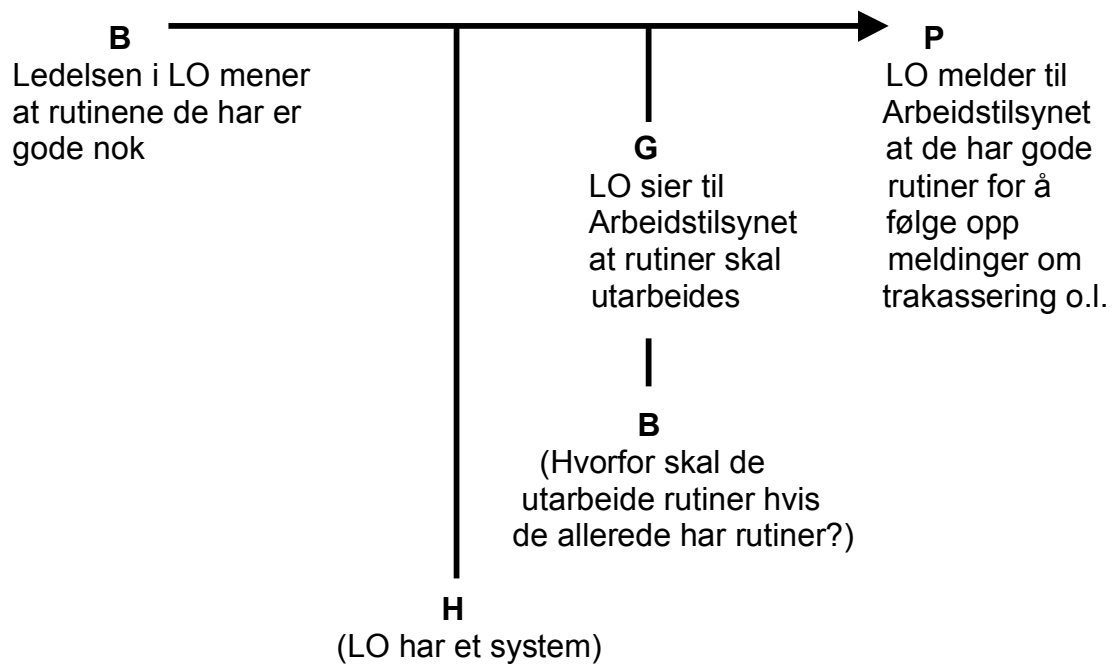 B
Ledelsen i LO mener
at rutinene de har er
gode nok
P
LO melder til
Arbeidstilsynet
at de har gode
rutiner for å
følge opp
meldinger om
trakassering o.l.
G
LO sier til
Arbeidstilsynet
at rutiner skal
utarbeides
B
(Hvorfor skal de
utarbeide rutiner hvis
de allerede har rutiner?)
H
(LO har et system)